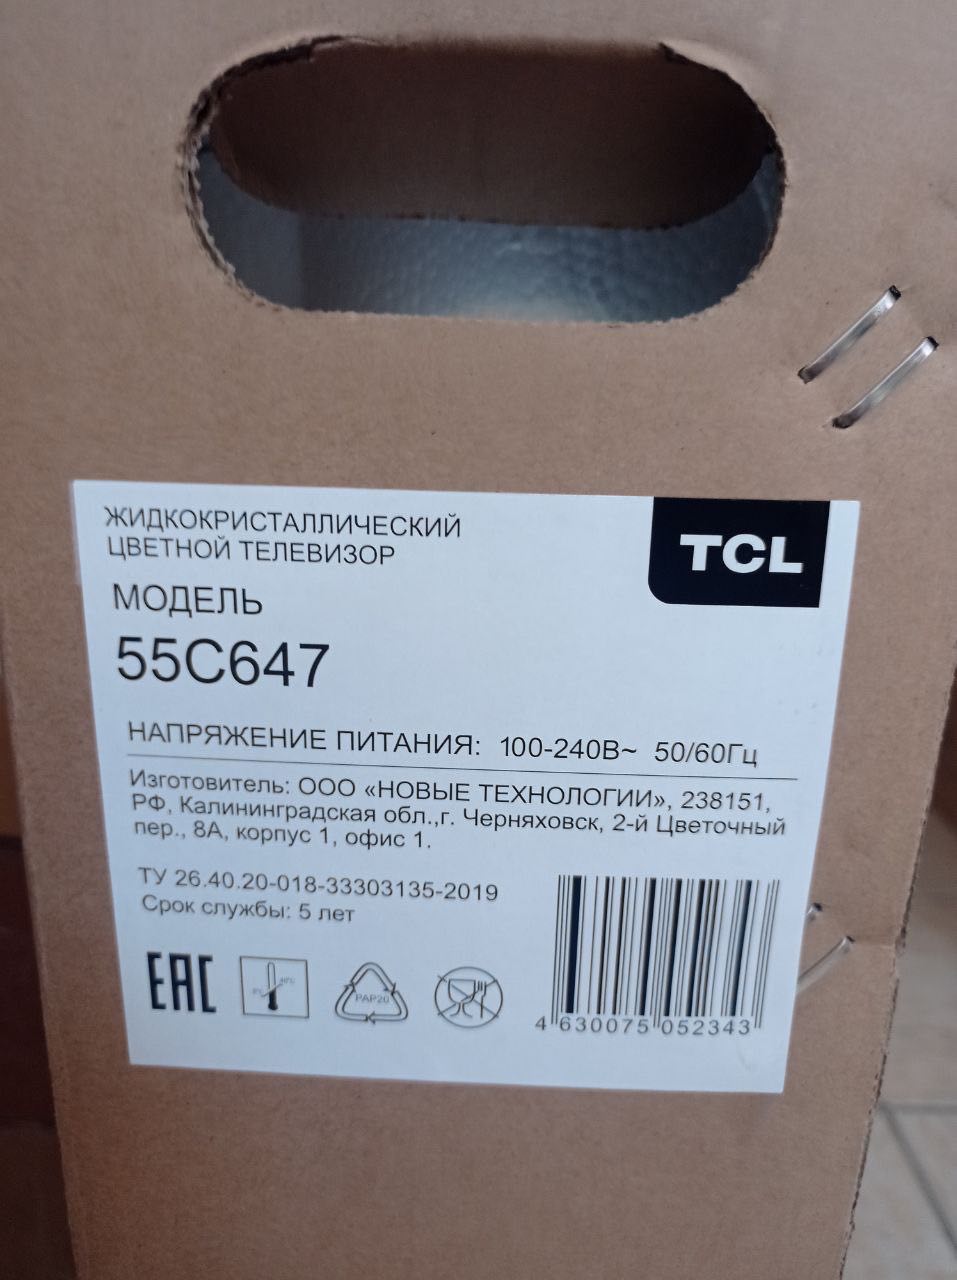 ЖИДКОКРИСТАЛЛИЧЕСКИЙ
ЦВЕТНОЙ ТЕЛЕВИЗОР
TCL
МОДЕЛЬ
55C647
НАПРЯЖЕНИЕ ПИТАНИЯ: 100-240В~ 50/60Гц
Изготовитель: ООО «НОВЫЕ ТЕХНОЛОГИИ», 238151,
РФ, Калининградская обл.,г. Черняховск, 2-й Цветочный
пер., 8А, корпус 1, офис 1.
ТУ 26.40.20-018-33303135-2019
Срок службы: 5 лет
EAC
PAP20
4 630075 052343